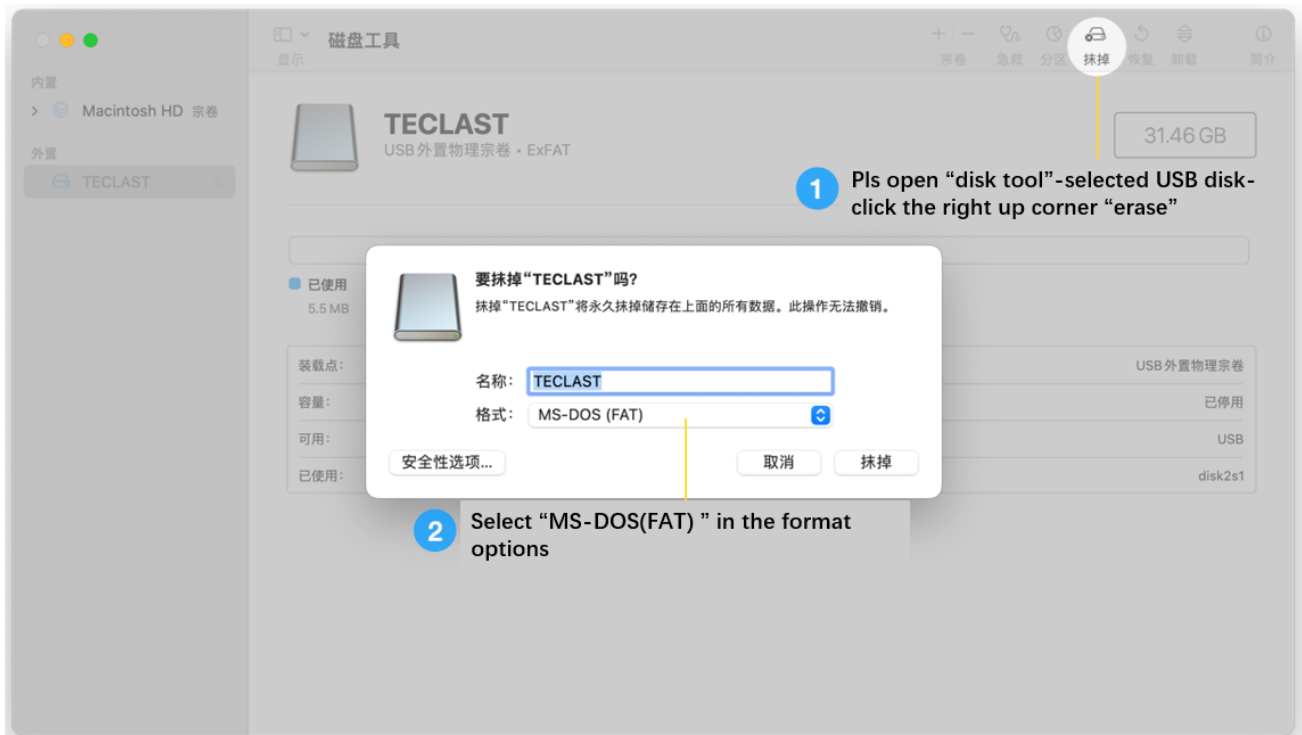 磁盘工具
显示
宗卷
急救
分区
抹掉
恢复
卸载
简介
内置
Macintosh HD 宗卷
外置
TECLAST
TECLAST
USB外置物理宗卷 • ExFAT
31.46 GB
1
Pls open “disk tool”-selected USB disk-
click the right up corner “erase”
已使用
5.5 MB
要抹掉“TECLAST”吗?
抹掉“TECLAST”将永久抹掉储存在上面的所有数据。此操作无法撤销。
名称: TECLAST
格式: MS-DOS (FAT)
安全性选项...
取消
抹掉
装载点:
USB外置物理宗卷
容量:
已停用
可用:
USB
已使用:
disk2s1
2
Select “MS-DOS(FAT) ” in the format
options